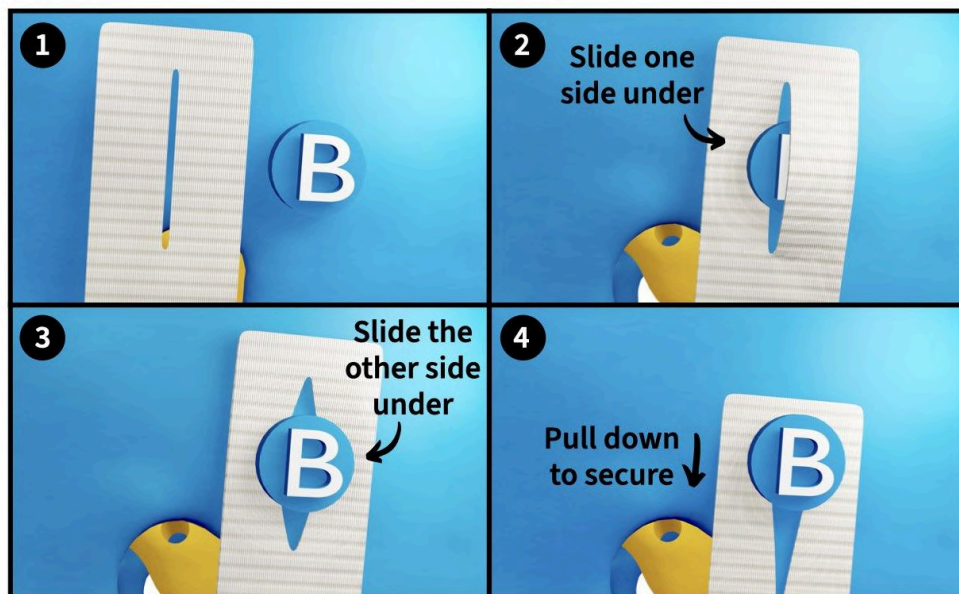 1
B
2
Slide one
side under
3
Slide the
other side
under
B
4
Pull down
to secure
B